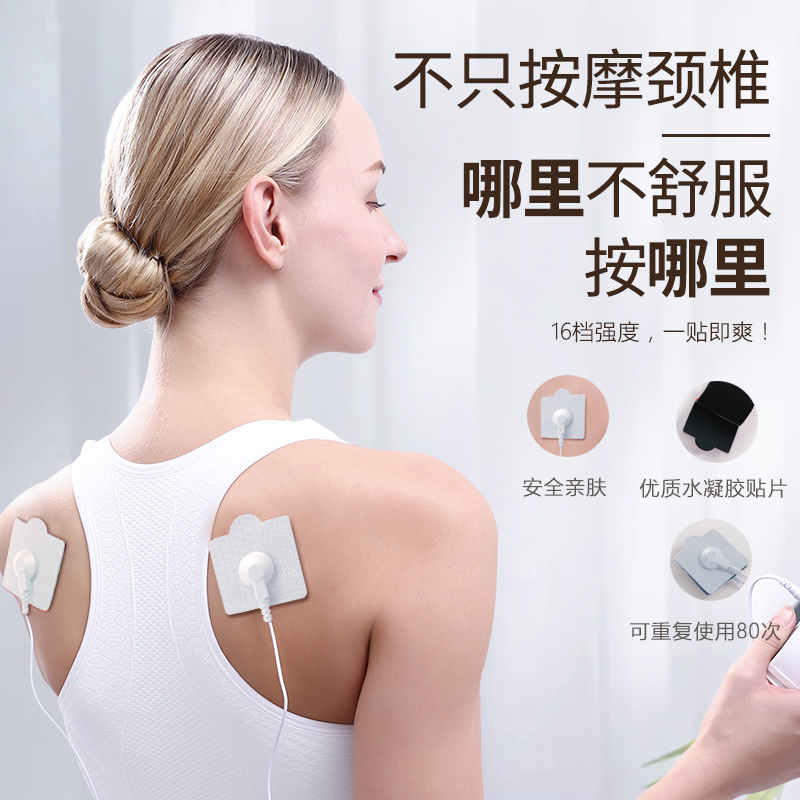 不只按摩颈椎
哪里不舒服
按哪里
16档强度，一贴即爽！
安全亲肤
优质水凝胶贴片
可重复使用80次